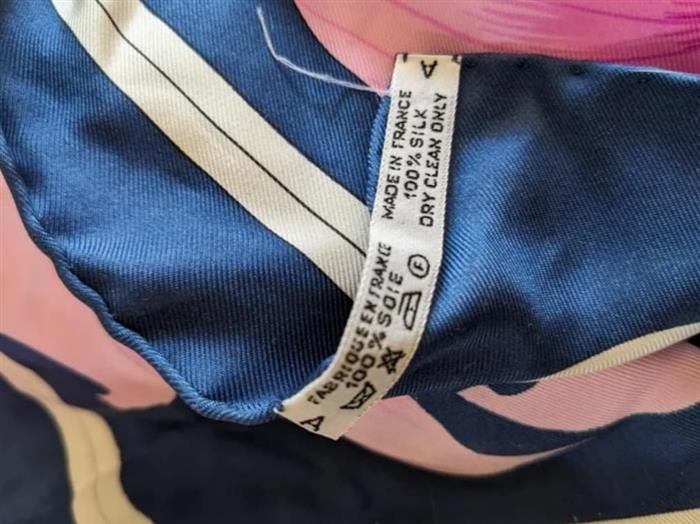 A
MADE IN FRANCE
100% SILK
DRY CLEAN ONLY
FABRIQUE EN FRANCE
100% SOIE
F
A